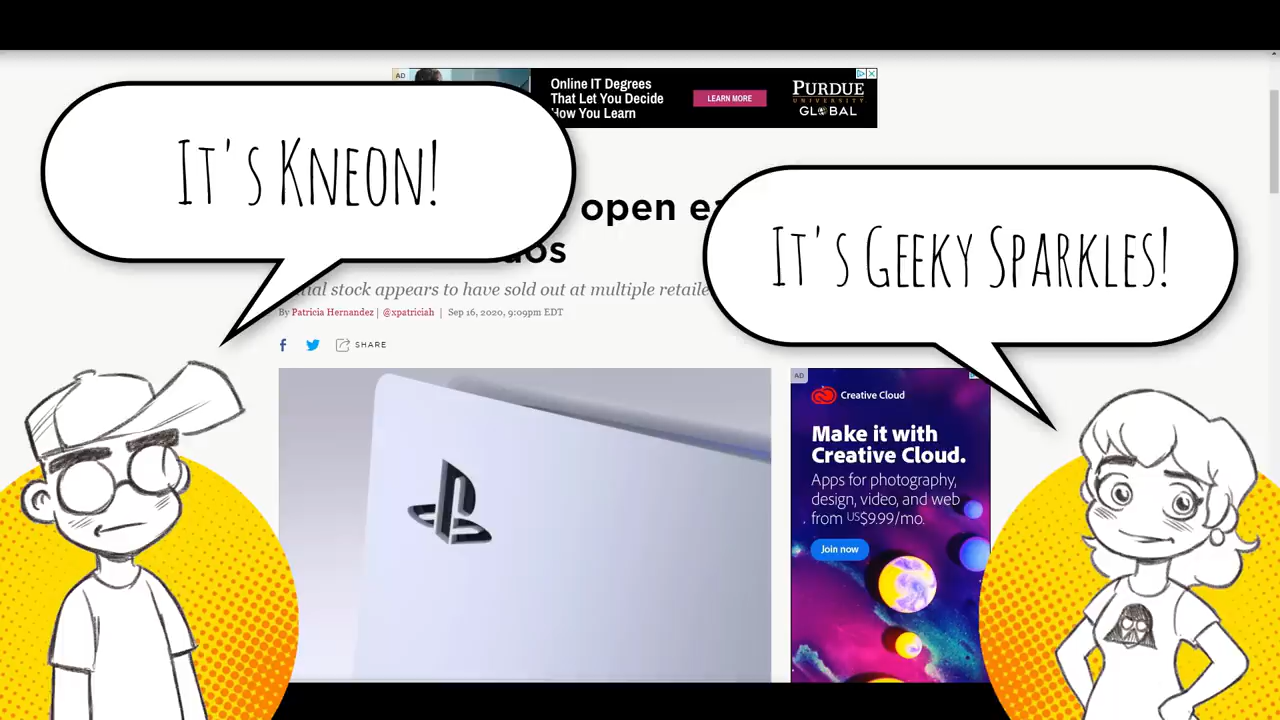 AD
Online IT Degrees
That Let You Decide
How You Learn
LEARN MORE
PURDUE
UNIVERSITY
GLOBAL
It's Kneon!
It's Geeky Sparkles!
open
stock appears to have sold out at multiple
By Patricia Hernandez | @xpatriciah | Sep 16, 2020, 9:09pm EDT
SHARE
AD
Creative Cloud
Make it with
Creative Cloud.
Apps for photography,
design, video, and web
from US$9.99/mo.
Join now